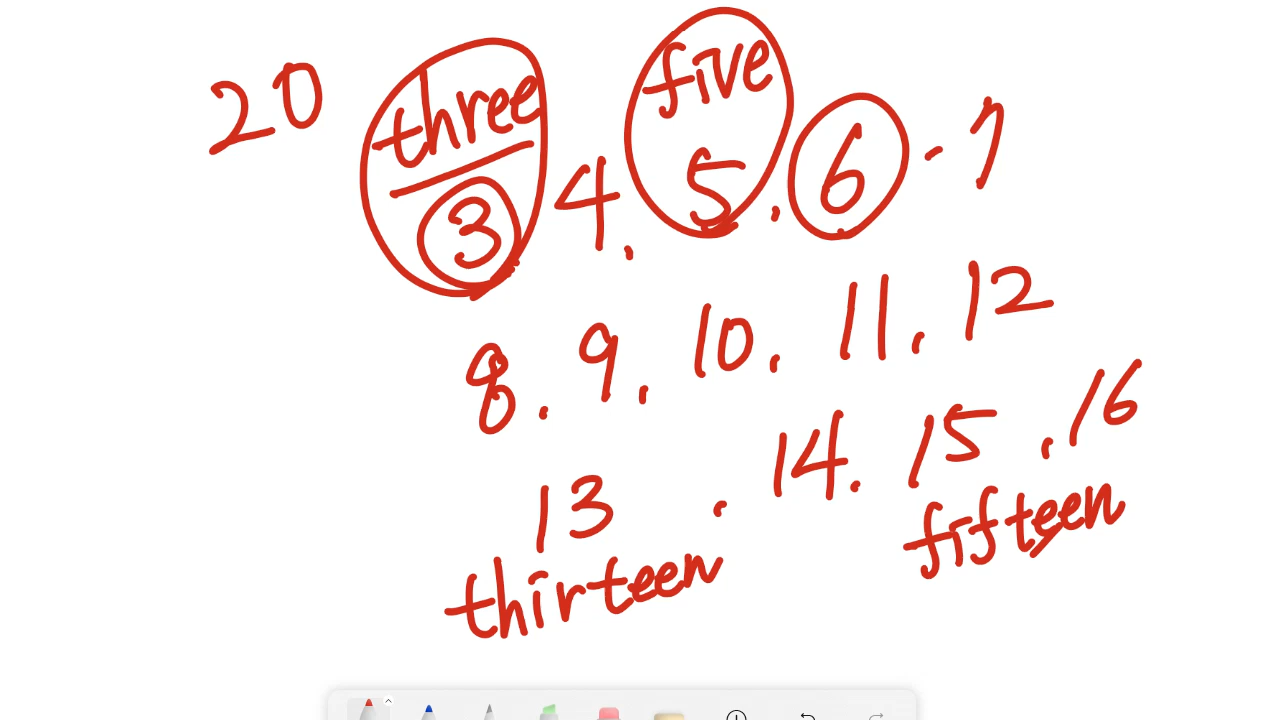 20 three five
3 4. 5. 6. 7
8. 9. 10. 11. 12
13. 14. 15. 16
thirteen fifteen